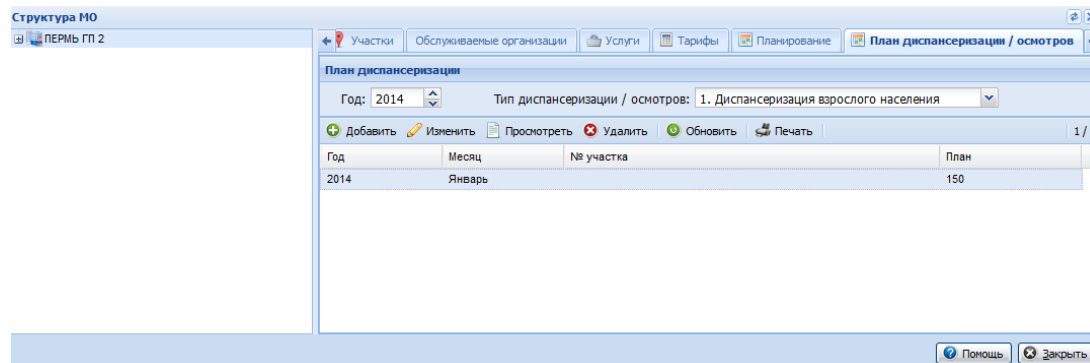 Структура МО
ПЕРМЬ ГП 2
Участки Обслуживаемые организации Услуги Тарифы Планирование План диспансеризации / осмотров
План диспансеризации
Год: 2014 Тип диспансеризации / осмотров: 1. Диспансеризация взрослого населения
Добавить Изменить Просмотреть Удалить Обновить Печать 1 /
Год Месяц № участка План
2014 Январь 150
Помощь Закрыть